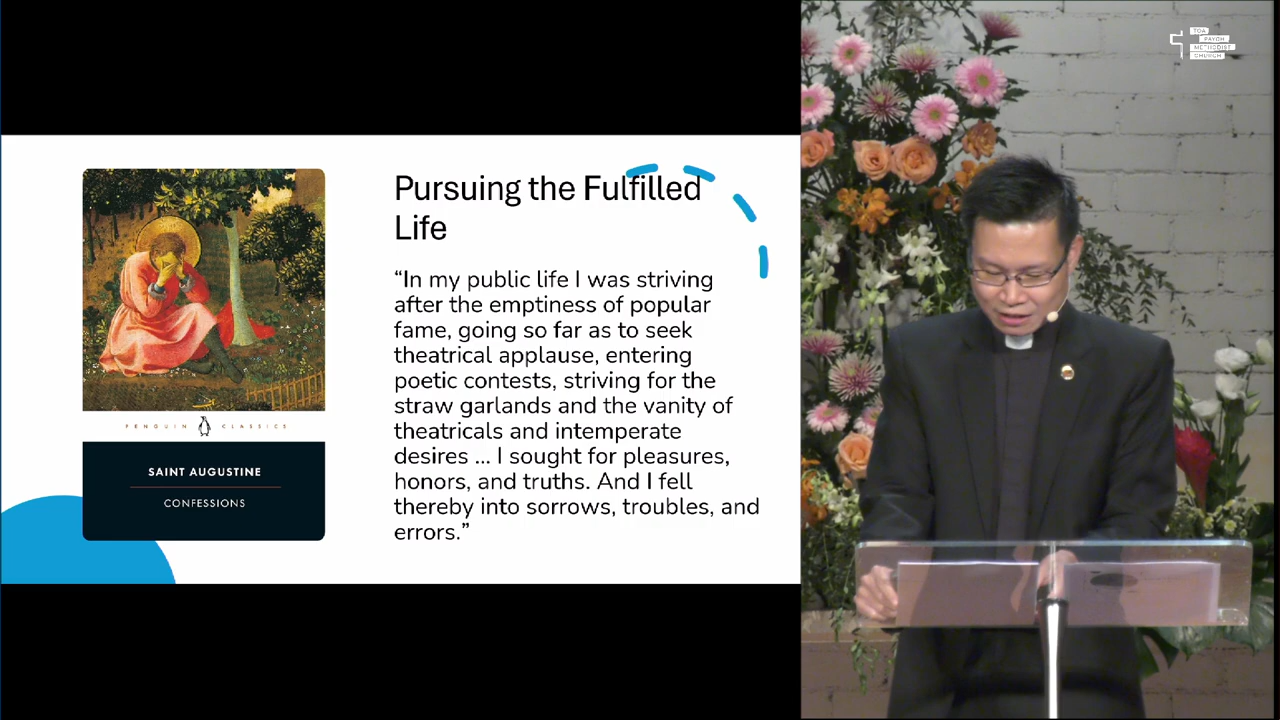 Pursuing the Fulfilled
Life
“In my public life I was striving
after the emptiness of popular
fame, going so far as to seek
theatrical applause, entering
poetic contests, striving for the
straw garlands and the vanity of
theatricals and intemperate
desires ... I sought for pleasures,
honors, and truths. And I fell
thereby into sorrows, troubles, and
errors.”
PENGUIN CLASSICS
SAINT AUGUSTINE
CONFESSIONS
TOA
PAYOH
METHODIST
CHURCH